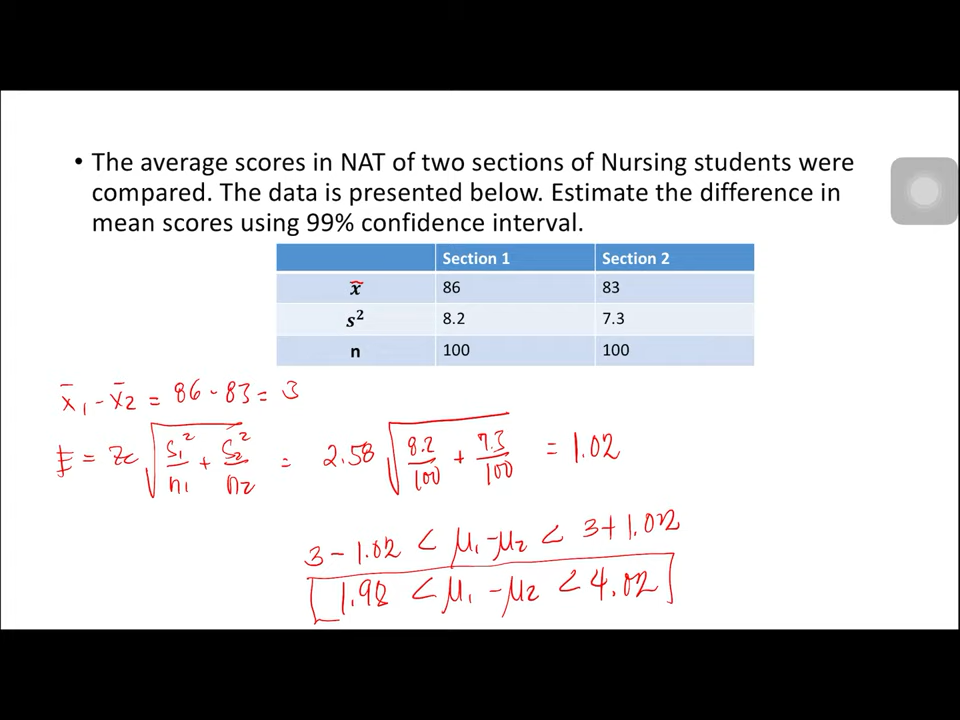 • The average scores in NAT of two sections of Nursing students were
compared. The data is presented below. Estimate the difference in
mean scores using 99% confidence interval.
Section 1 Section 2
x̄ 86 83
s² 8.2 7.3
n 100 100
x̄₁ - x̄₂ = 86 - 83 = 3
E = Zc √(s₁²/n₁ + s₂²/n₂) = 2.58 √(8.2/100 + 7.3/100) = 1.02
3 - 1.02 < μ₁ - μ₂ < 3 + 1.02
1.98 < μ₁ - μ₂ < 4.02